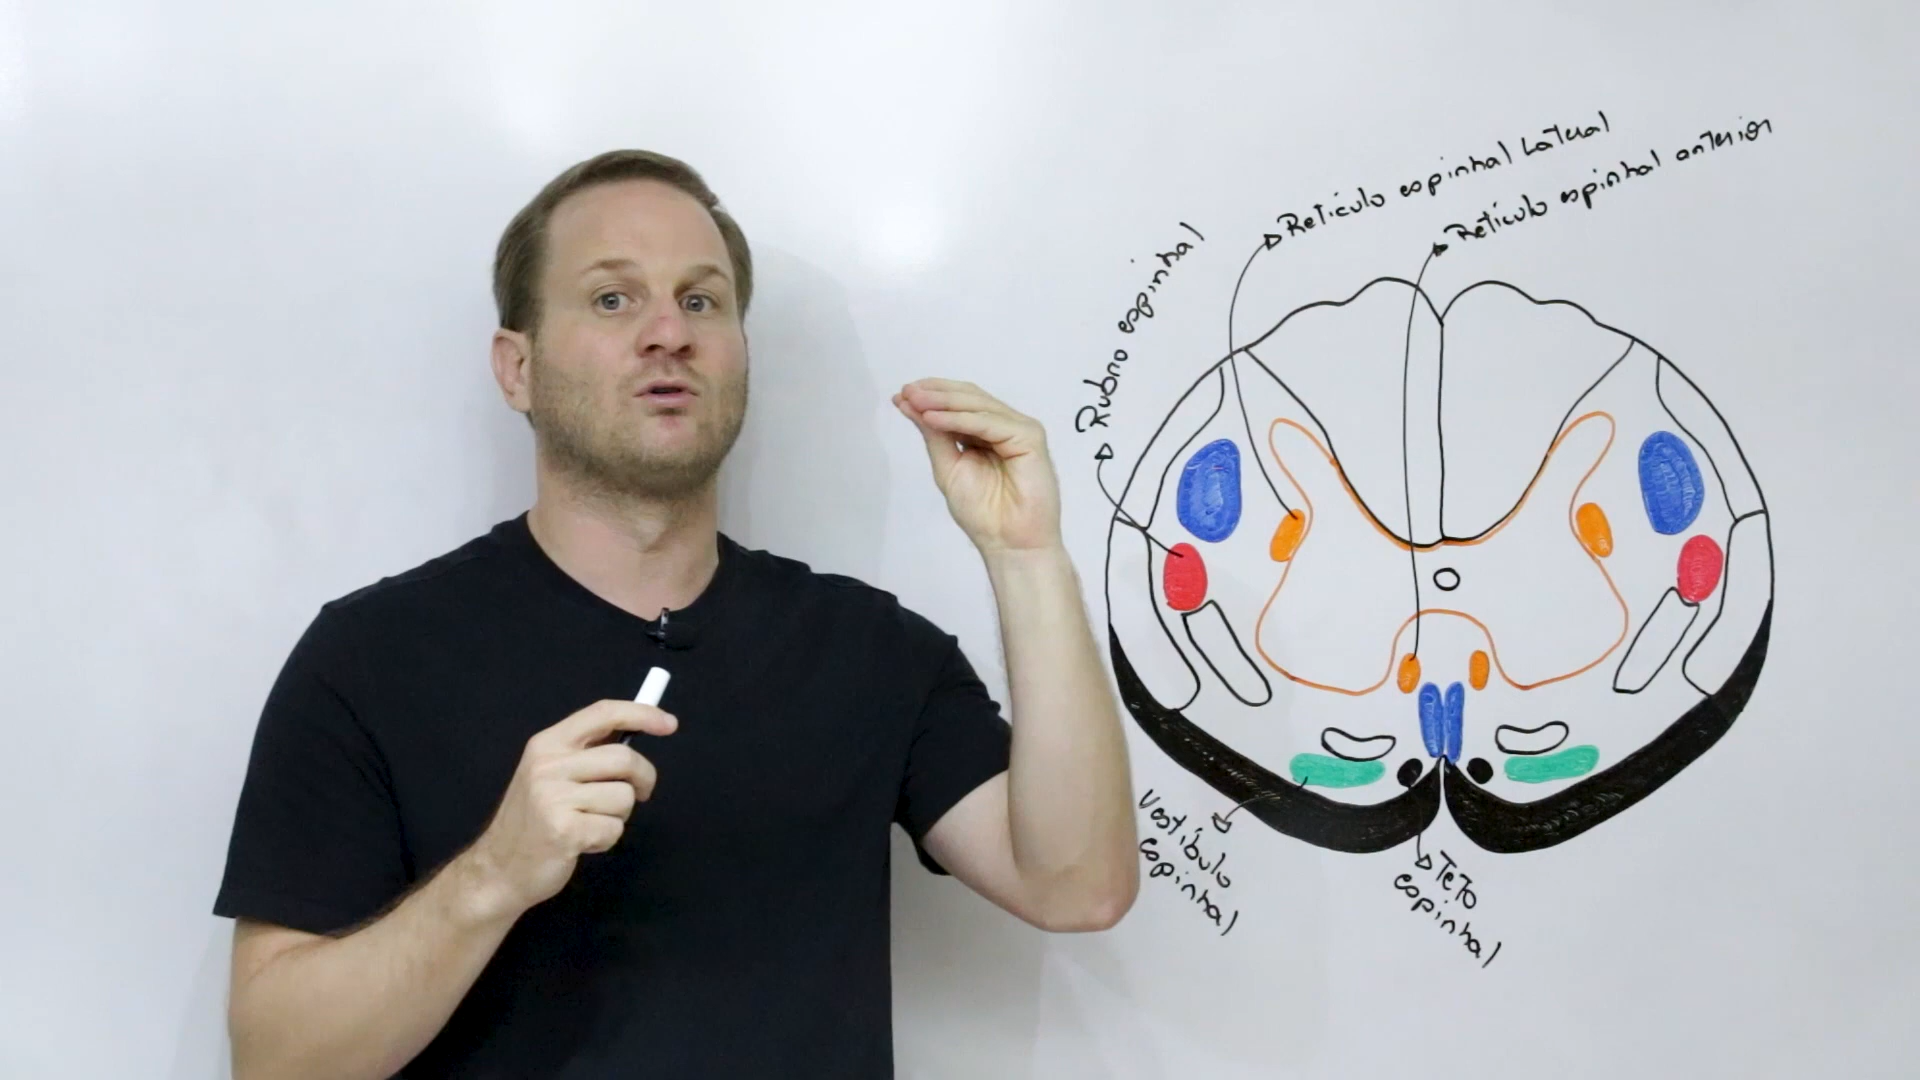 Retículo espinhal Lateral
Retículo espinhal anterior
Rubro espinhal
Vestíbulo
espinhal
Teto
espinhal